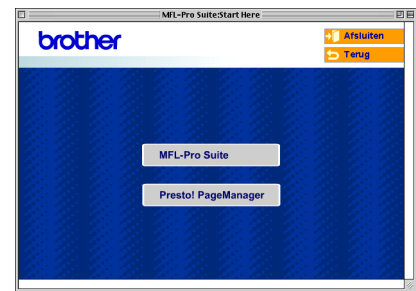 MFL-Pro Suite:Start Here
brother
Afsluiten
Terug
MFL-Pro Suite
Presto! PageManager